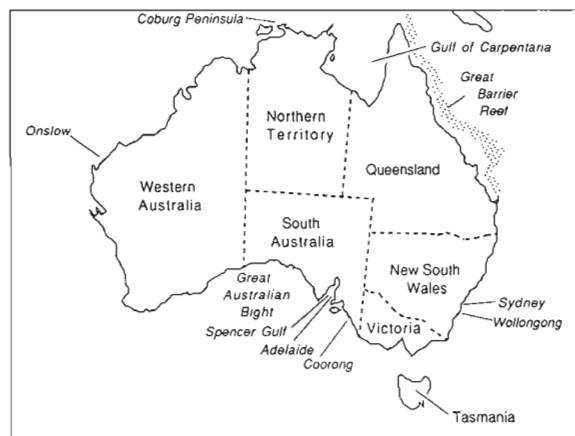 Coburg Peninsula
Gulf of Carpentaria
Great
Barrier
Reef
Onslow
Northern
Territory
Queensland
Western
Australia
South
Australia
New South
Wales
Great
Australian
Bight
Spencer Gulf
Adelaide
Coorong
Victoria
Sydney
Wollongong
Tasmania